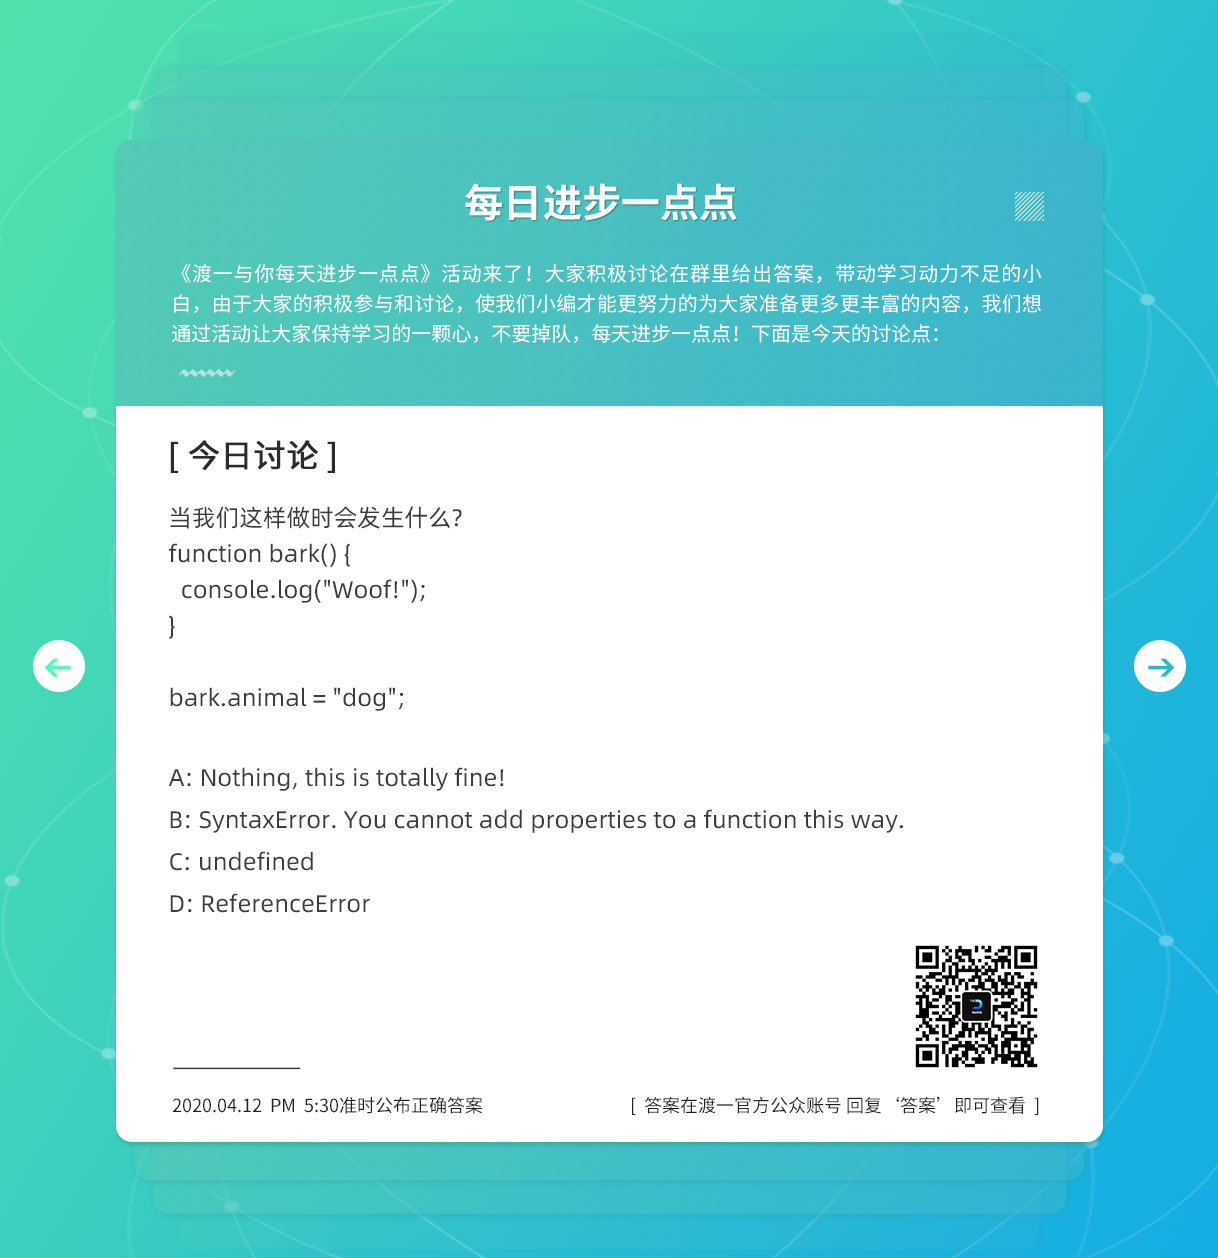 每日进步一点点
《渡一与你每天进步一点点》活动来了！大家积极讨论在群里给出答案，带动学习动力不足的小
白，由于大家的积极参与和讨论，使我们小编才能更努力的为大家准备更多更丰富的内容，我们想
通过活动让大家保持学习的一颗心，不要掉队，每天进步一点点！下面是今天的讨论点：
[ 今日讨论 ]
当我们这样做时会发生什么?
function bark() {
  console.log("Woof!");
}
bark.animal = "dog";
A: Nothing, this is totally fine!
B: SyntaxError. You cannot add properties to a function this way.
C: undefined
D: ReferenceError
2020.04.12 PM 5:30准时公布正确答案
[ 答案在渡一官方公众账号 回复‘答案’即可查看 ]